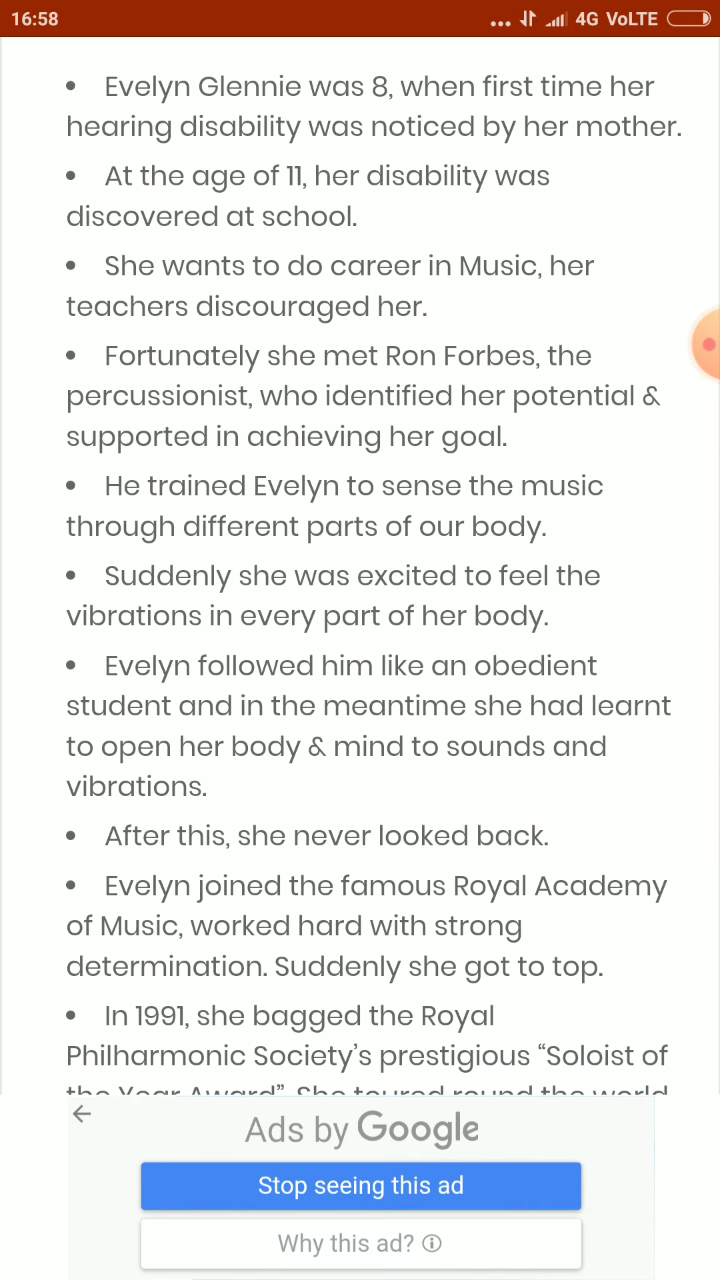 16:58
... 4G VoLTE
• Evelyn Glennie was 8, when first time her
hearing disability was noticed by her mother.
• At the age of 11, her disability was
discovered at school.
• She wants to do career in Music, her
teachers discouraged her.
• Fortunately she met Ron Forbes, the
percussionist, who identified her potential &
supported in achieving her goal.
• He trained Evelyn to sense the music
through different parts of our body.
• Suddenly she was excited to feel the
vibrations in every part of her body.
• Evelyn followed him like an obedient
student and in the meantime she had learnt
to open her body & mind to sounds and
vibrations.
• After this, she never looked back.
• Evelyn joined the famous Royal Academy
of Music, worked hard with strong
determination. Suddenly she got to top.
• In 1991, she bagged the Royal
Philharmonic Society’s prestigious “Soloist of
the Year Award”. She toured round the world
Ads by Google
Stop seeing this ad
Why this ad?